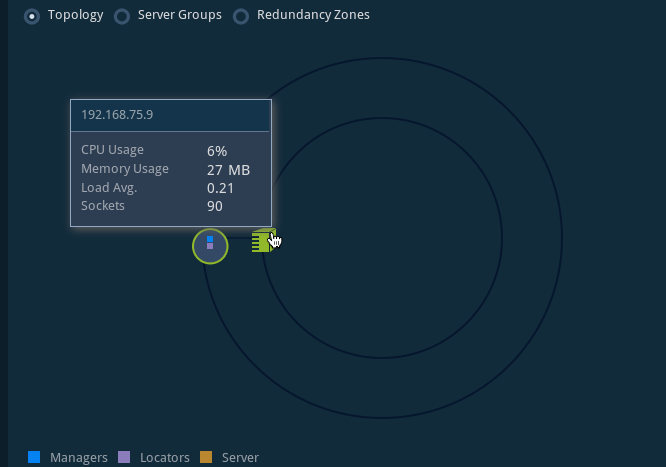 Topology Server Groups Redundancy Zones
192.168.75.9
CPU Usage 6%
Memory Usage 27 MB
Load Avg. 0.21
Sockets 90
Managers Locators Server